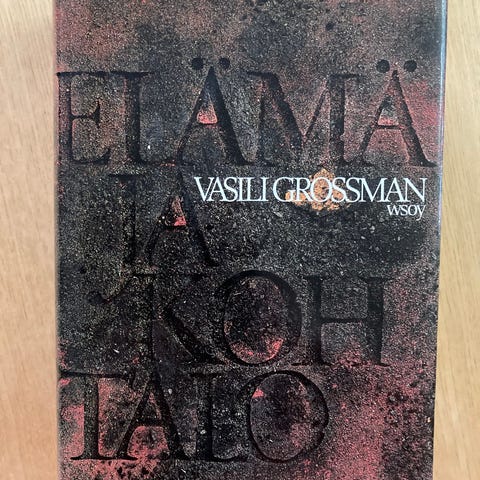 ELÄMÄ
JA
VASILI GROSSMAN
wsoy
KOH
TALO